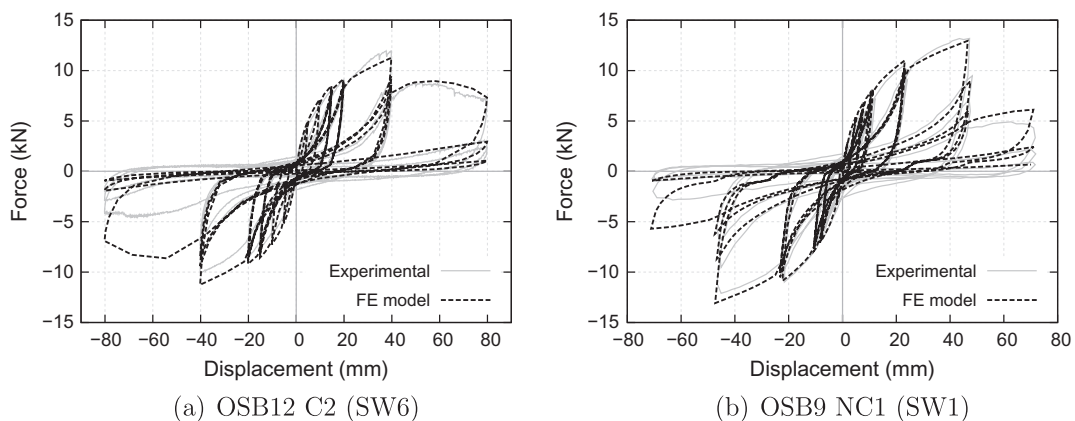 15
10
5
0
−5
−10
−15
Force (kN)
−80 −60 −40 −20 0 20 40 60 80
Displacement (mm)
Experimental
FE model
(a) OSB12 C2 (SW6)
15
10
5
0
−5
−10
−15
Force (kN)
−80 −60 −40 −20 0 20 40 60 80
Displacement (mm)
Experimental
FE model
(b) OSB9 NC1 (SW1)